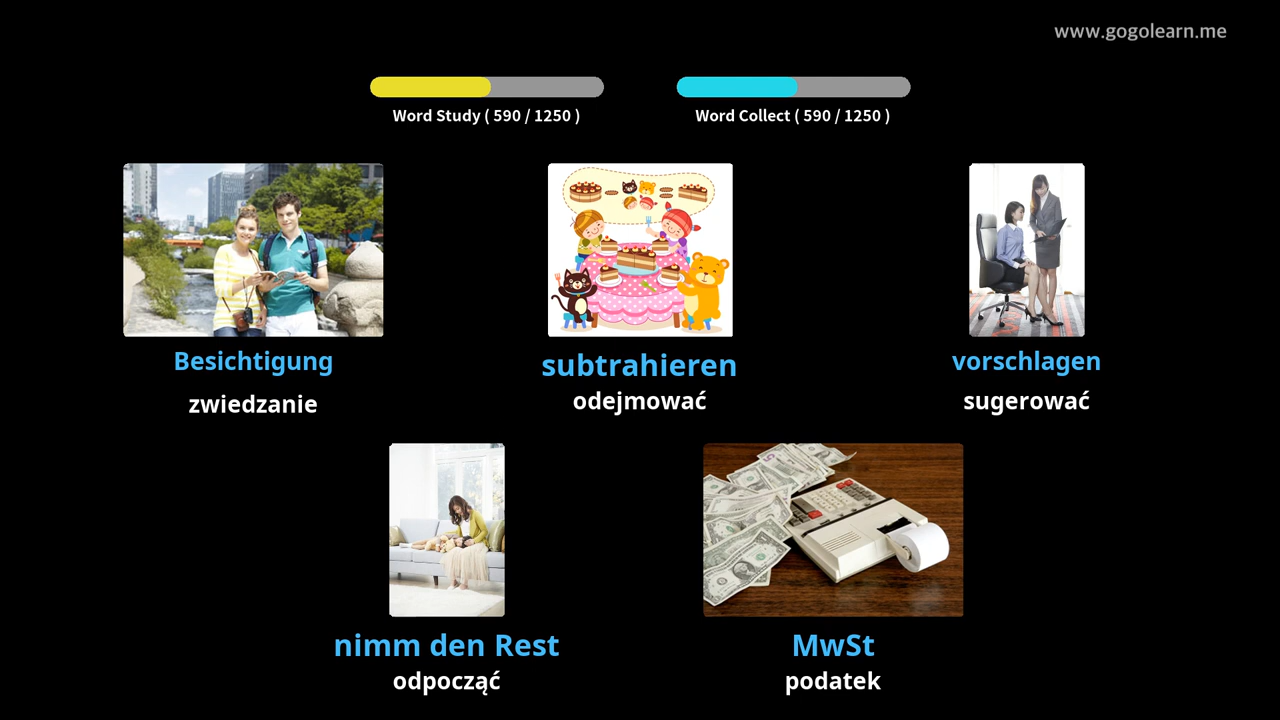 www.gogolearn.me
Word Study ( 590 / 1250 )
Word Collect ( 590 / 1250 )
Besichtigung
zwiedzanie
subtrahieren
odejmować
vorschlagen
sugerować
nimm den Rest
odpocząć
MwSt
podatek